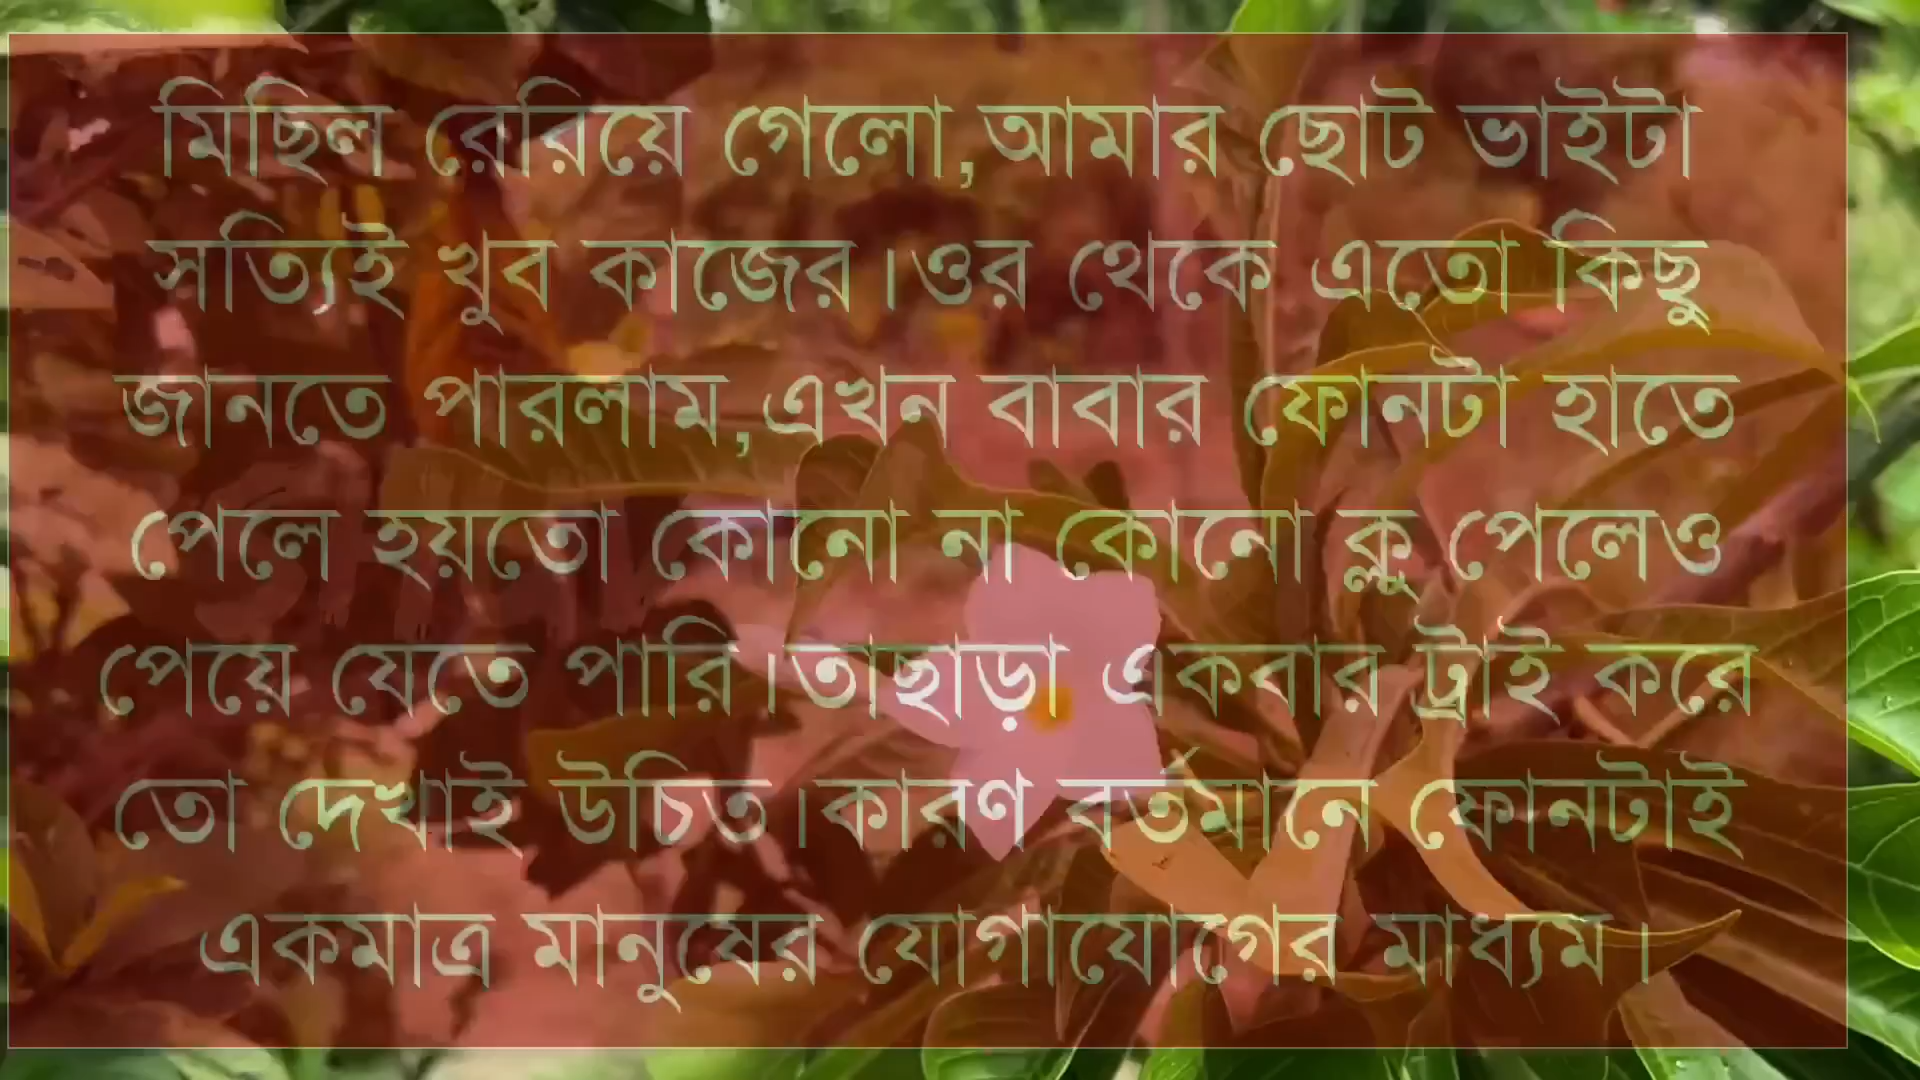 মিছিল রেরিয়ে গেলো,আমার ছোট ভাইটা
সত্যিই খুব কাজের।ওর থেকে এতো কিছু
জানতে পারলাম,এখন বাবার ফোনটা হাতে
পেলে হয়তো কোনো না কোনো ক্লু পেলেও
পেয়ে যেতে পারি।তাছাড়া একবার ট্রাই করে
তো দেখাই উচিত।কারণ বর্তমানে ফোনটাই
একমাত্র মানুষের যোগাযোগের মাধ্যম।